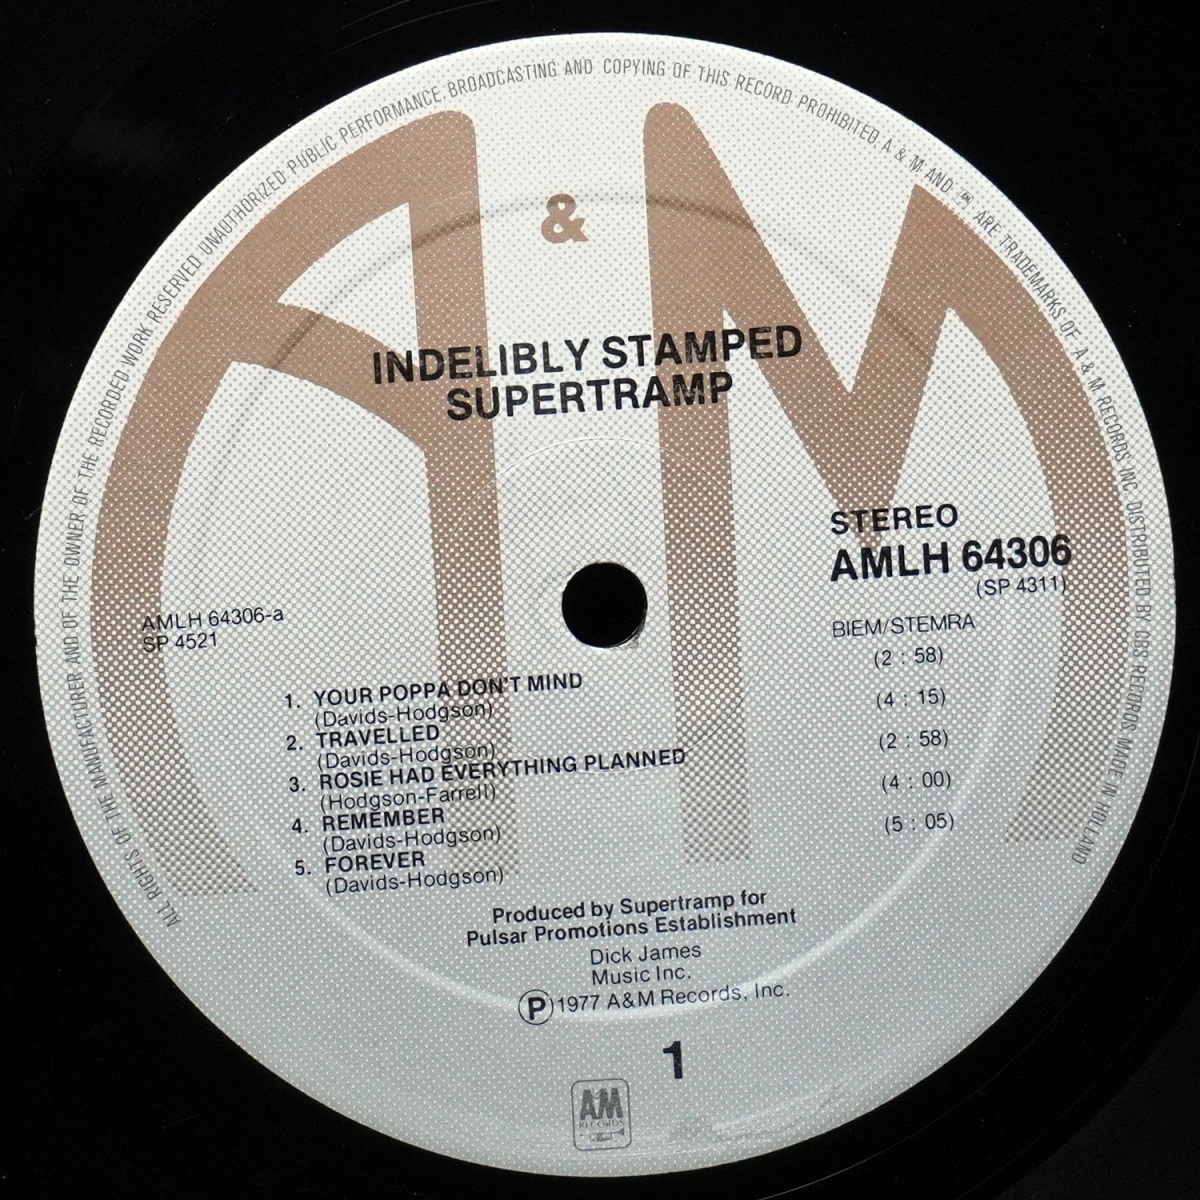 ALL RIGHTS OF THE MANUFACTURER AND OF THE OWNER OF THE RECORDED WORK RESERVED UNAUTHORIZED PUBLIC PERFORMANCE, BROADCASTING AND COPYING OF THIS RECORD PROHIBITED. A & M AND ARE TRADEMARKS OF A & M RECORDS INC. DISTRIBUTED BY CBS RECORDS MADE IN HOLLAND
A & M
INDELIBLY STAMPED
SUPERTRAMP
STEREO
AMLH 64306
(SP 4311)
AMLH 64306-a
SP 4521
BIEM/STEMRA
1. YOUR POPPA DON'T MIND (2 : 58)
(Davids-Hodgson)
2. TRAVELLED (4 : 15)
(Davids-Hodgson)
3. ROSIE HAD EVERYTHING PLANNED (2 : 58)
(Hodgson-Farrell)
4. REMEMBER (4 : 00)
(Davids-Hodgson)
5. FOREVER (5 : 05)
(Davids-Hodgson)
Produced by Supertramp for
Pulsar Promotions Establishment
Dick James
Music Inc.
Ⓟ 1977 A&M Records, Inc.
1
AM
RECORDS